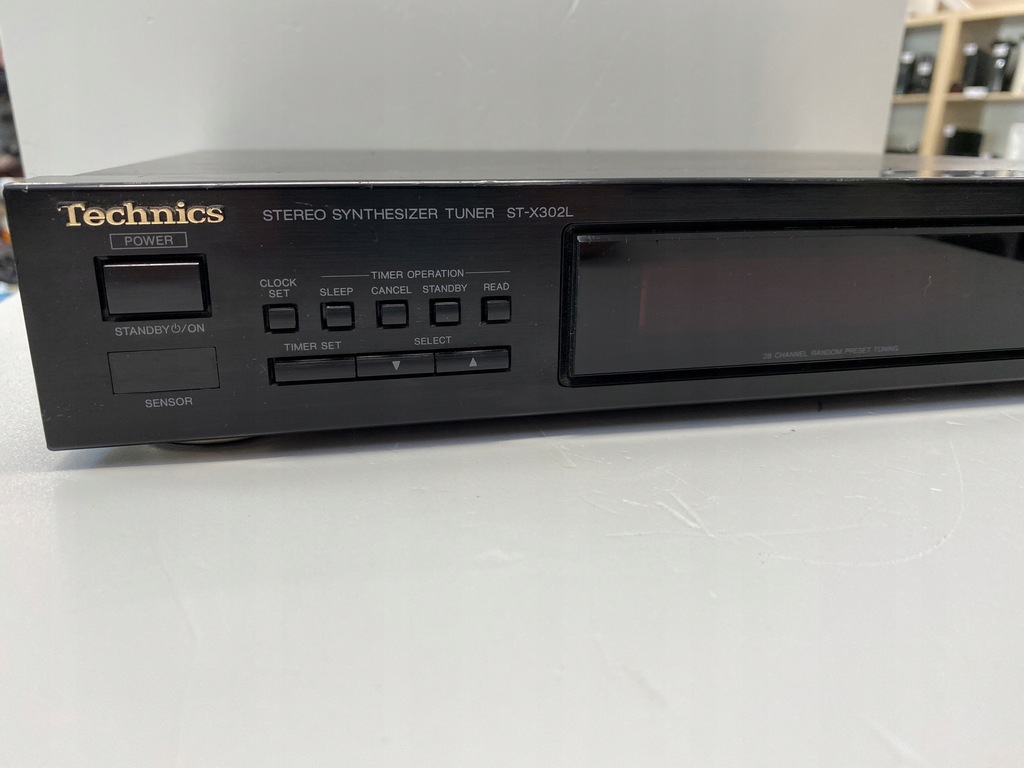 Technics
STEREO SYNTHESIZER TUNER ST-X302L
POWER
STANDBY⏻/ON
SENSOR
CLOCK SET
TIMER OPERATION
SLEEP CANCEL STANDBY READ
TIMER SET
SELECT
▼ ▲
28 CHANNEL RANDOM PRESET TUNING